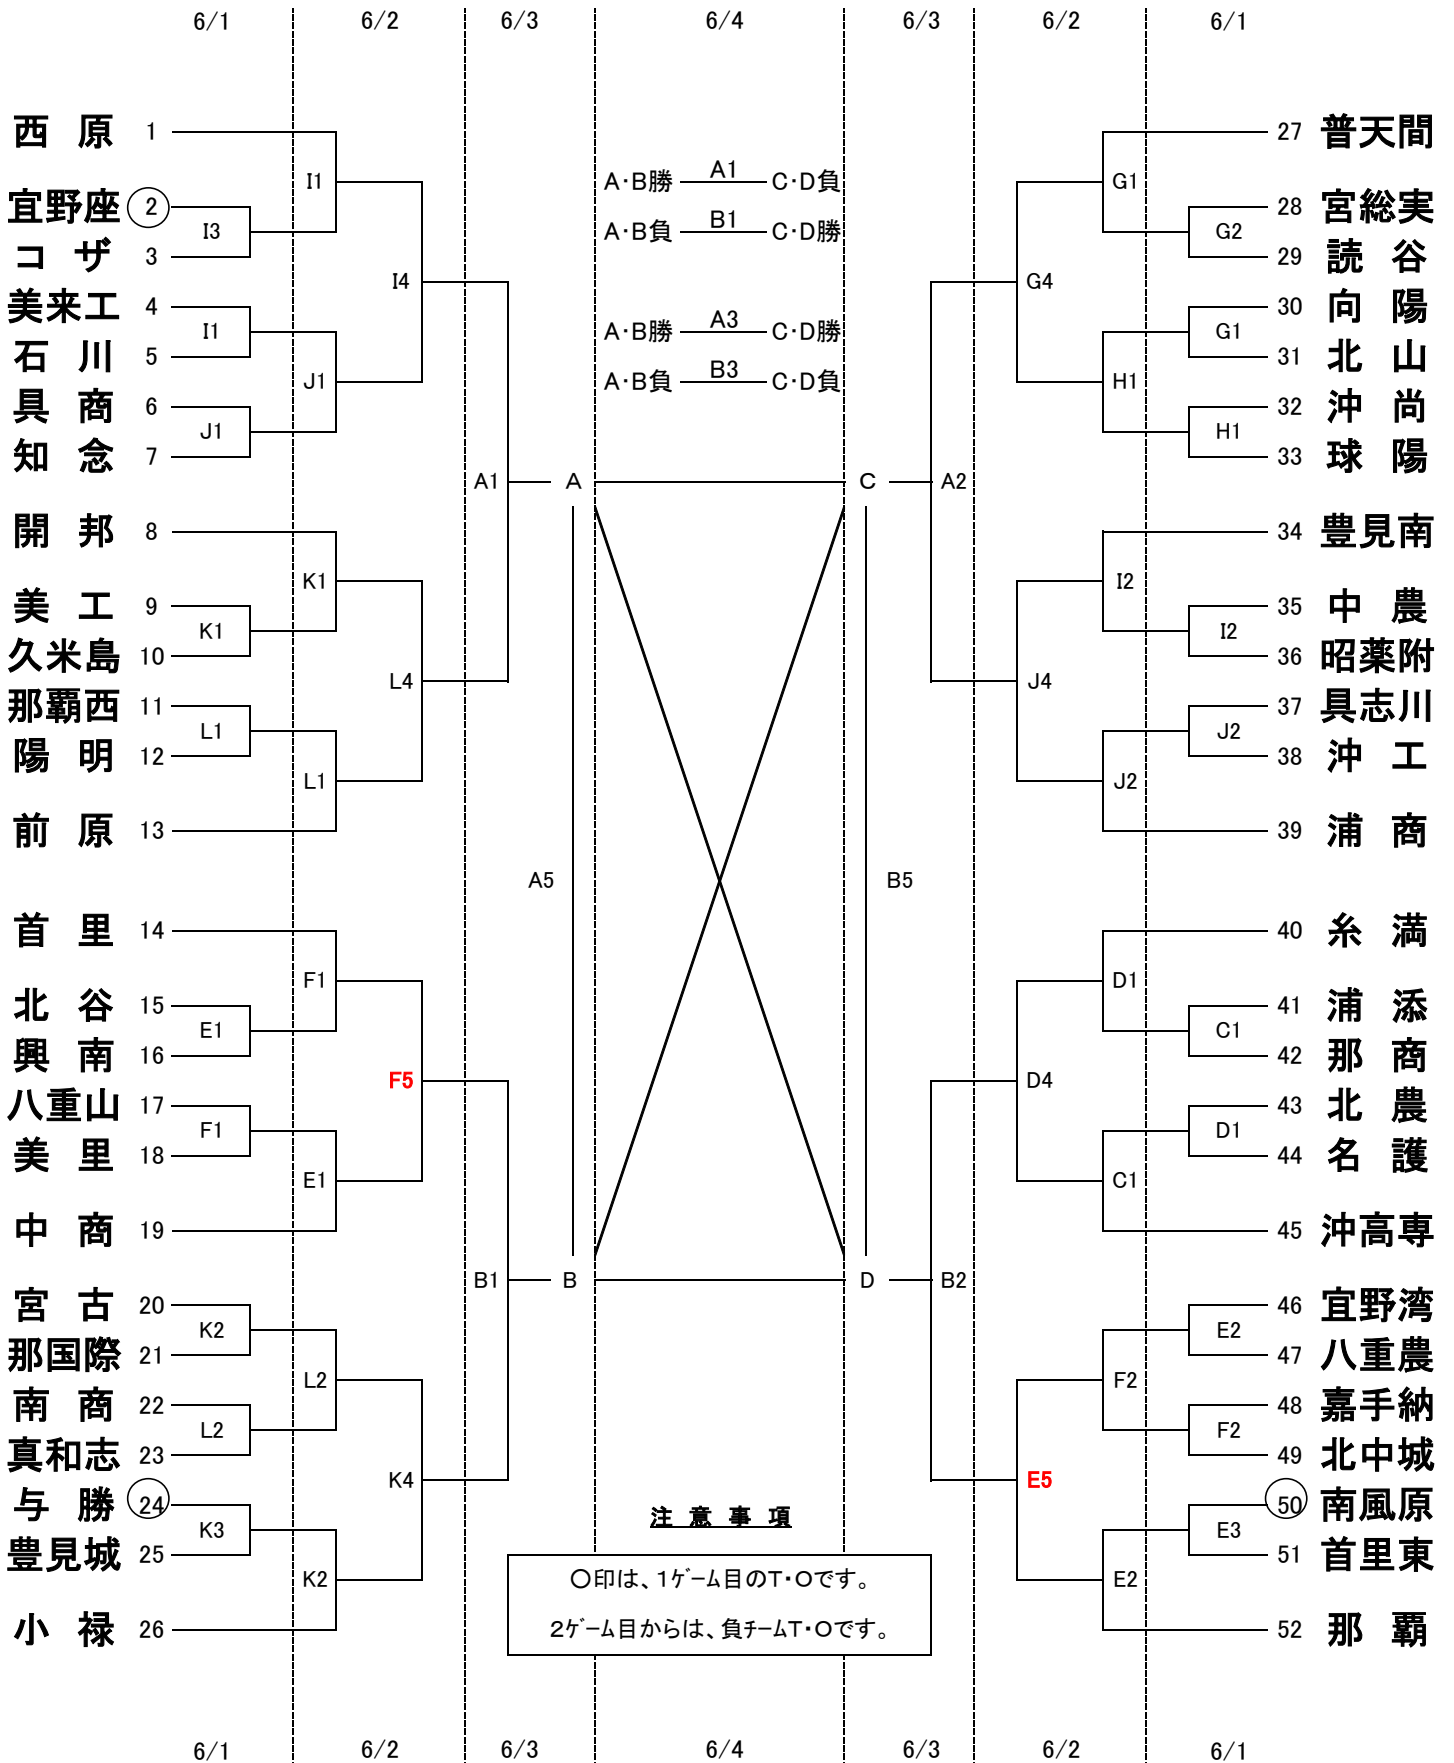 6/1 6/2 6/3 6/4 6/3 6/2 6/1
西 原 1 27 普天間
I1 A・B勝 A1 C・D負 G1
宜野座 2 28 宮総実
I3 A・B負 B1 C・D勝 G2
コ ザ 3 29 読 谷
I4 G4
美来工 4 30 向 陽
I1 A・B勝 A3 C・D勝 G1
石 川 5 31 北 山
J1 A・B負 B3 C・D負 H1
具 商 6 32 沖 尚
J1 H1
知 念 7 33 球 陽
A1 A C A2
開 邦 8 34 豊見南
K1 I2
美 工 9 35 中 農
K1 I2
久米島 10 36 昭薬附
L4 J4
那覇西 11 37 具志川
L1 J2
陽 明 12 38 沖 工
L1 J2
前 原 13 39 浦 商
A5 B5
首 里 14 40 糸 満
F1 D1
北 谷 15 41 浦 添
E1 C1
興 南 16 42 那 商
F5 D4
八重山 17 43 北 農
F1 D1
美 里 18 44 名 護
E1 C1
中 商 19 45 沖高専
B1 B D B2
宮 古 20 46 宜野湾
K2 E2
那国際 21 47 八重農
L2 F2
南 商 22 48 嘉手納
L2 F2
真和志 23 49 北中城
K4 E5
与 勝 24 注 意 事 項 50 南風原
K3 E3
豊見城 25 51 首里東
K2 〇印は、1ゲーム目のT・Oです。 E2
小 禄 26 2ゲーム目からは、負チームT・Oです。 52 那 覇
6/1 6/2 6/3 6/4 6/3 6/2 6/1